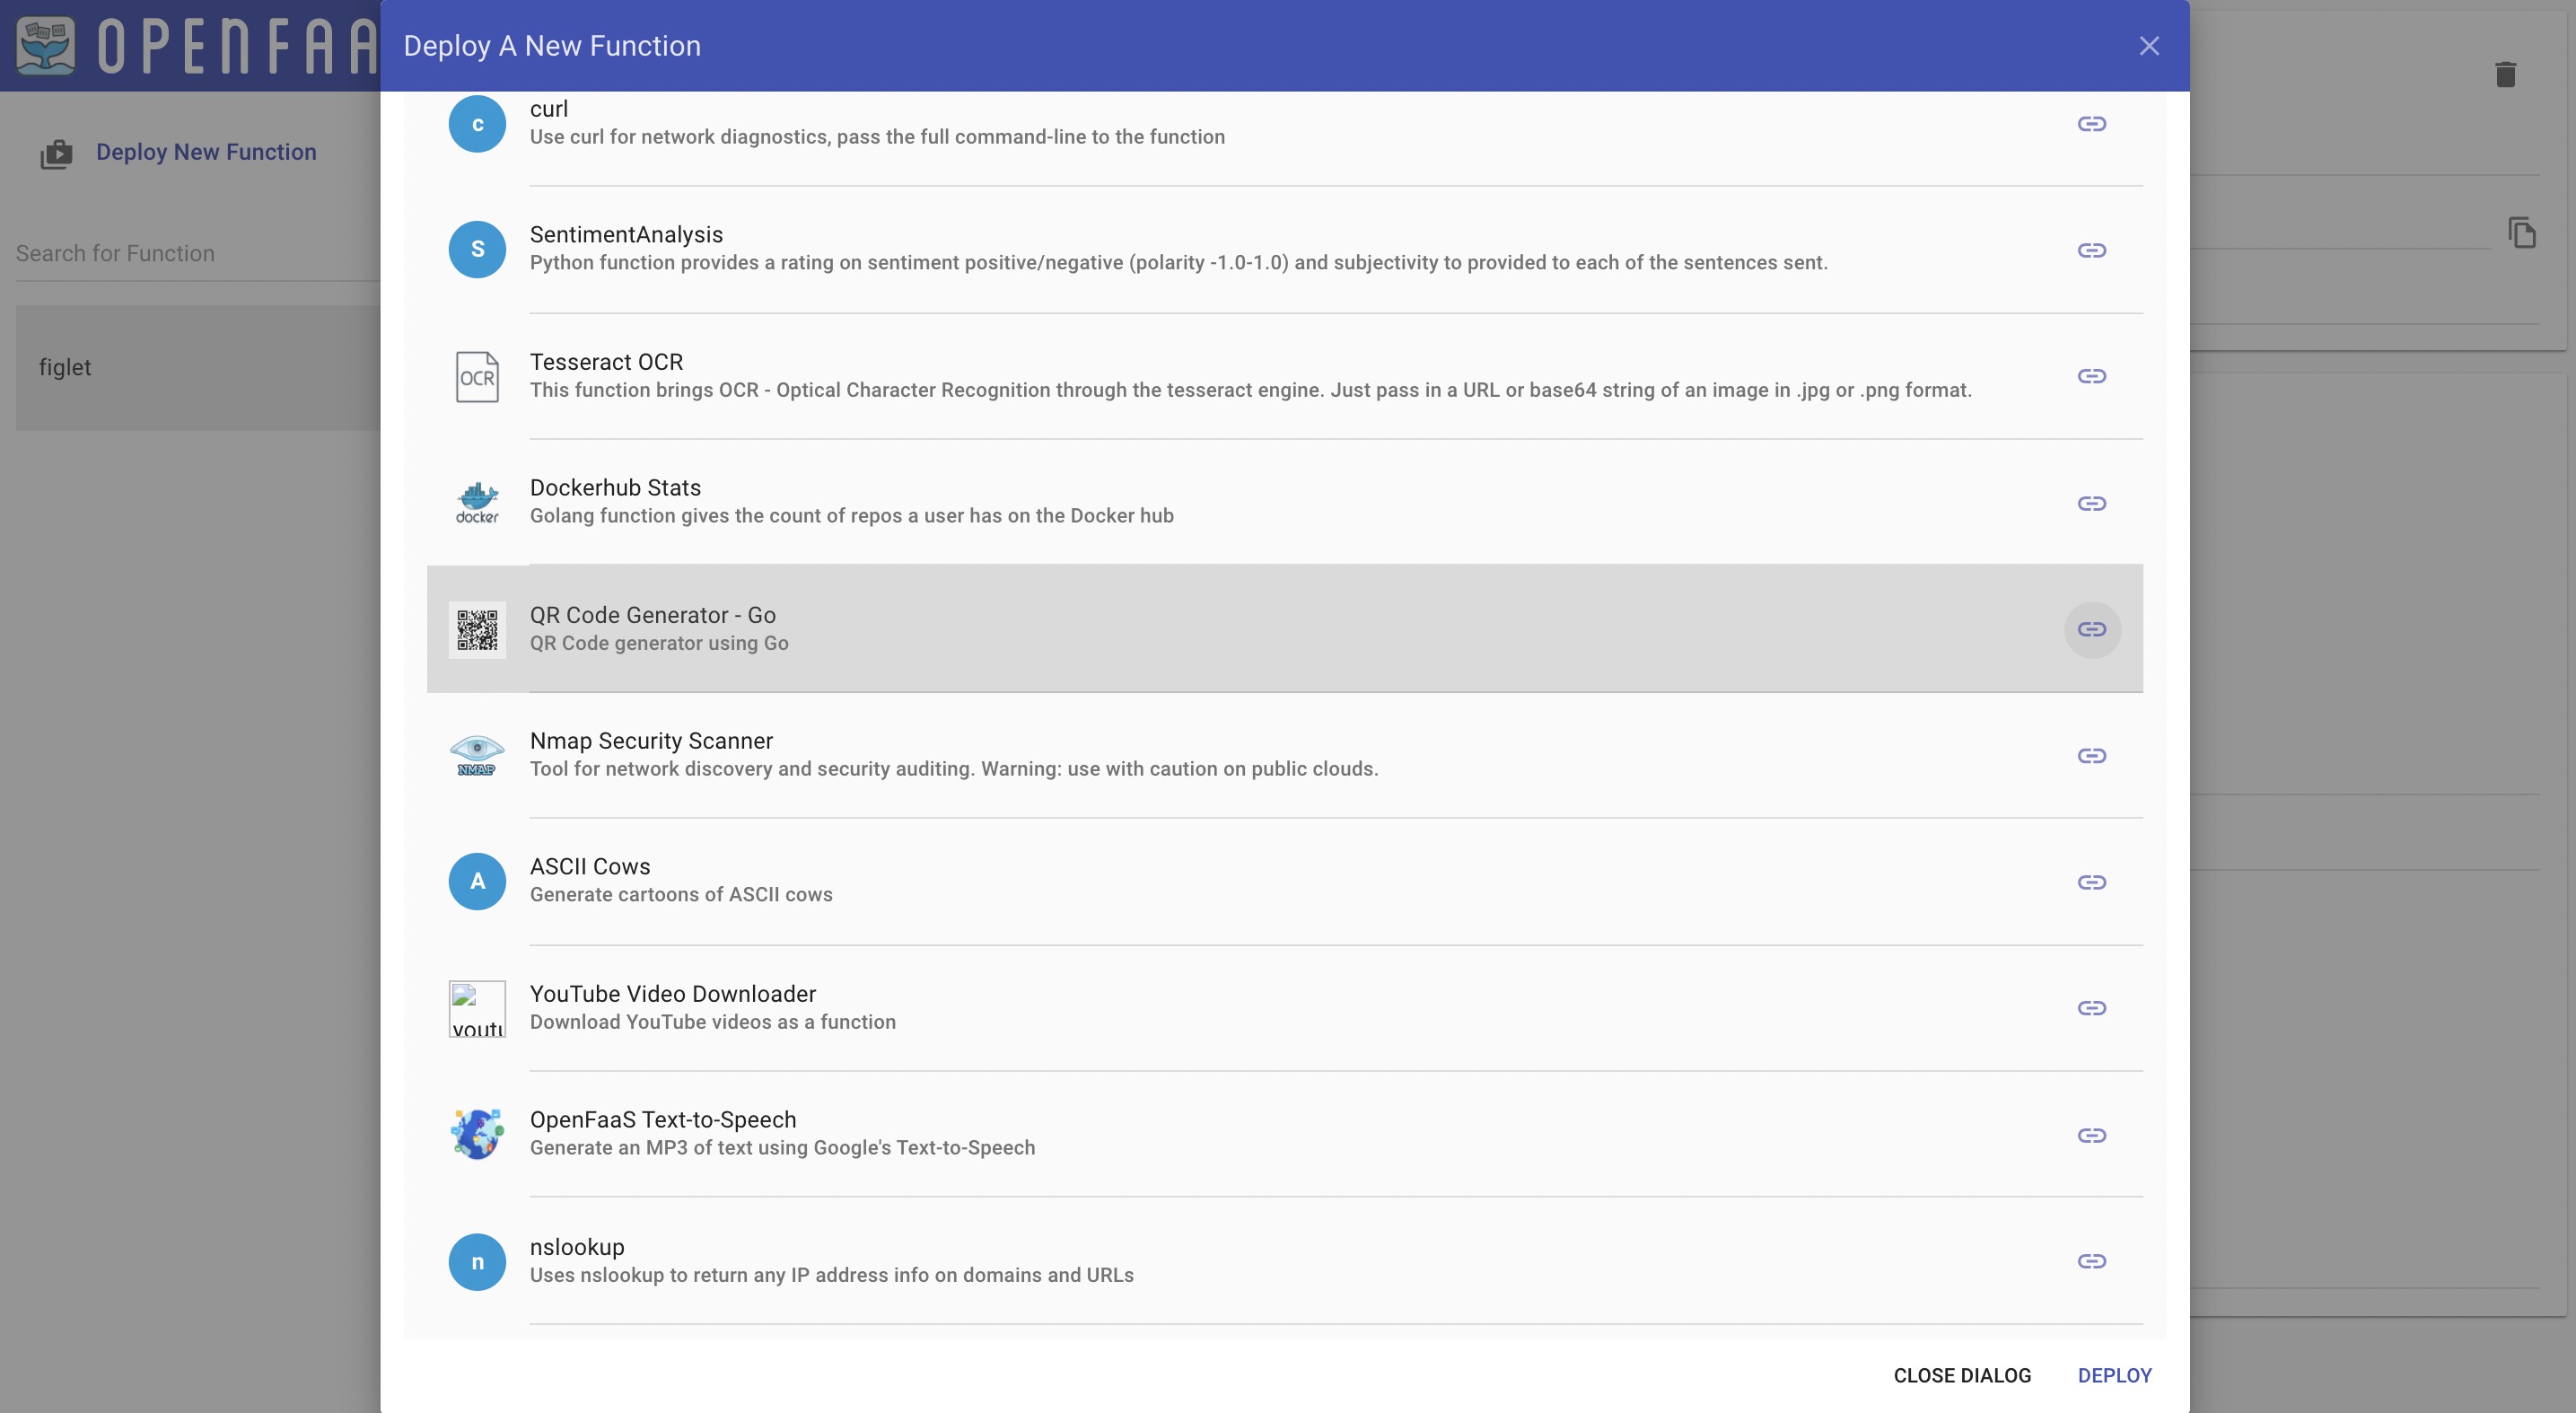 OPENFAA
Deploy A New Function
Deploy New Function
Search for Function
figlet
c
curl
Use curl for network diagnostics, pass the full command-line to the function
S
SentimentAnalysis
Python function provides a rating on sentiment positive/negative (polarity -1.0-1.0) and subjectivity to provided to each of the sentences sent.
OCR
Tesseract OCR
This function brings OCR - Optical Character Recognition through the tesseract engine. Just pass in a URL or base64 string of an image in .jpg or .png format.
docker
Dockerhub Stats
Golang function gives the count of repos a user has on the Docker hub
QR Code Generator - Go
QR Code generator using Go
NMAP
Nmap Security Scanner
Tool for network discovery and security auditing. Warning: use with caution on public clouds.
A
ASCII Cows
Generate cartoons of ASCII cows
youtu
YouTube Video Downloader
Download YouTube videos as a function
OpenFaaS Text-to-Speech
Generate an MP3 of text using Google's Text-to-Speech
n
nslookup
Uses nslookup to return any IP address info on domains and URLs
CLOSE DIALOG
DEPLOY